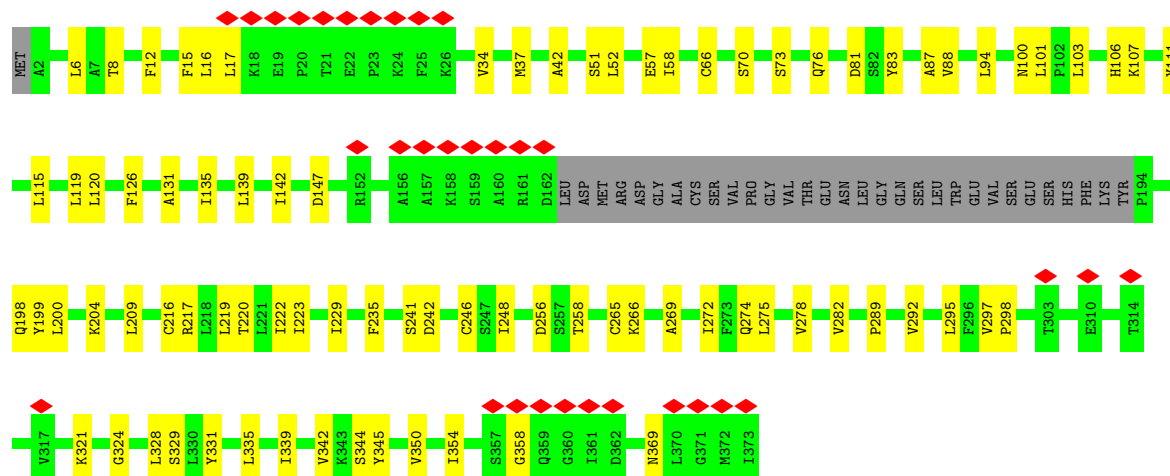 MET A2 L6 A7 T8 F12 F15 L16 L17 K18 E19 P20 T21 E22 P23 K24 F25 K26 V34 M37 A42 S51 L52 E57 I58 C66 S70 S73 Q76 D81 S82 Y83 A87 V88 L94 N100 L101 P102 L103 H106 K107
L115 L119 L120 F126 A131 I135 L139 I142 D147 R152 A156 A157 K158 S159 A160 R161 D162 LEU ASP MET ARG ASP GLY ALA CYS SER VAL PRO GLY VAL THR GLU ASN LEU GLY GLN SER LEU TRP GLU VAL SER GLU SER HIS PHE LYS TYR P194
Q198 Y199 L200 K204 L209 C216 R217 L218 L219 T220 L221 I222 T223 I229 F235 S241 D242 C246 S247 I248 D256 S257 T258 C265 K266 A269 I272 F273 Q274 L275 V278 V282 P289 V292 L295 F296 V297 P298 T303 E310 T314
V317 K321 G324 L328 S329 L330 Y331 L335 I339 V342 K343 S344 Y345 V350 I354 S357 G358 Q359 G360 I361 D362 N369 L370 G371 M372 I373